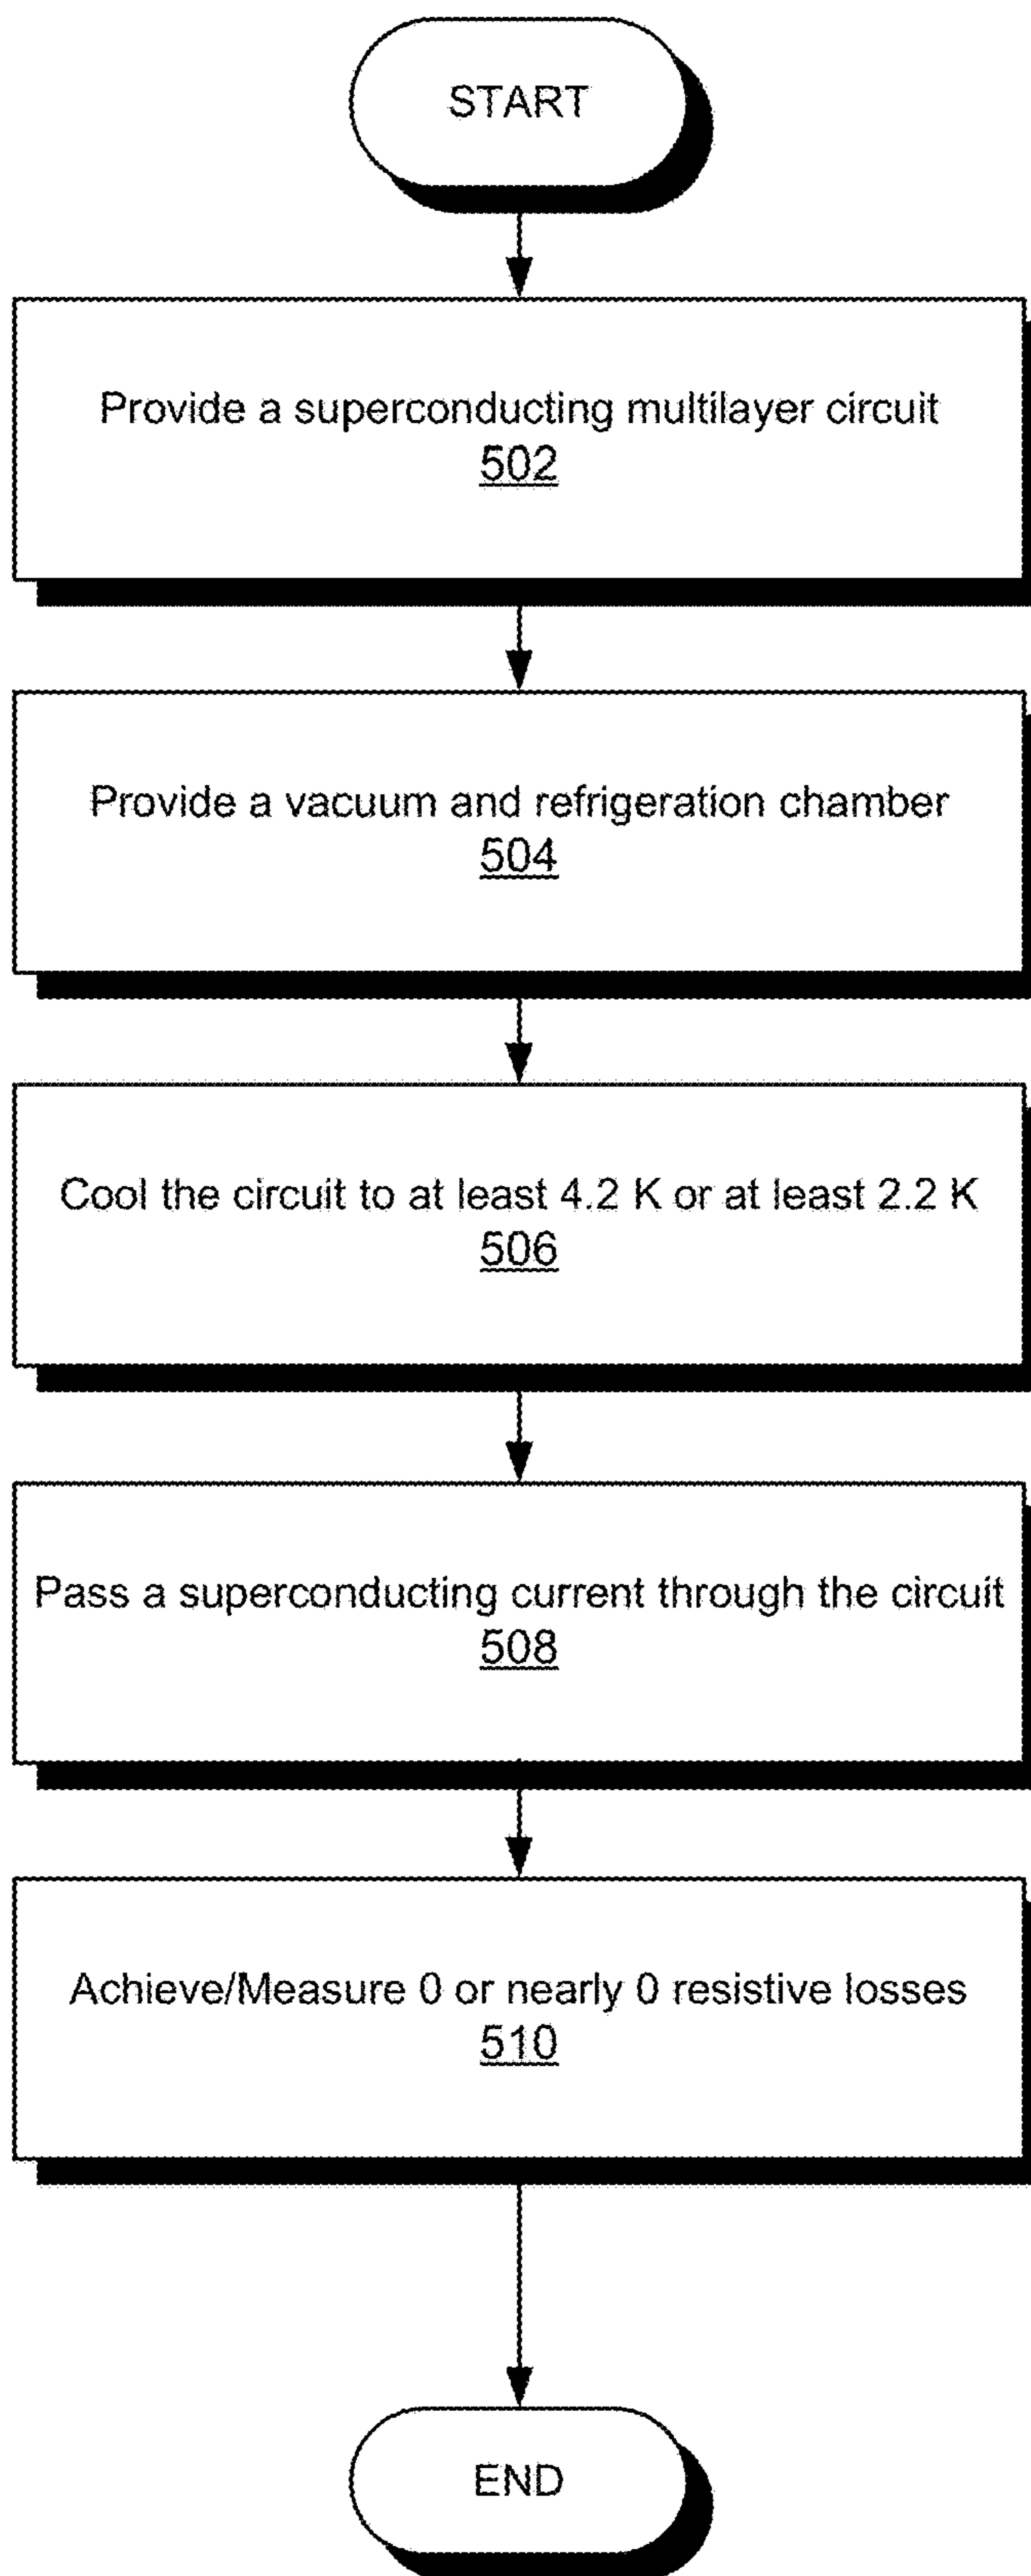 START
Provide a superconducting multilayer circuit
502
Provide a vacuum and refrigeration chamber
504
Cool the circuit to at least 4.2 K or at least 2.2 K
506
Pass a superconducting current through the circuit
508
Achieve/Measure 0 or nearly 0 resistive losses
510
END